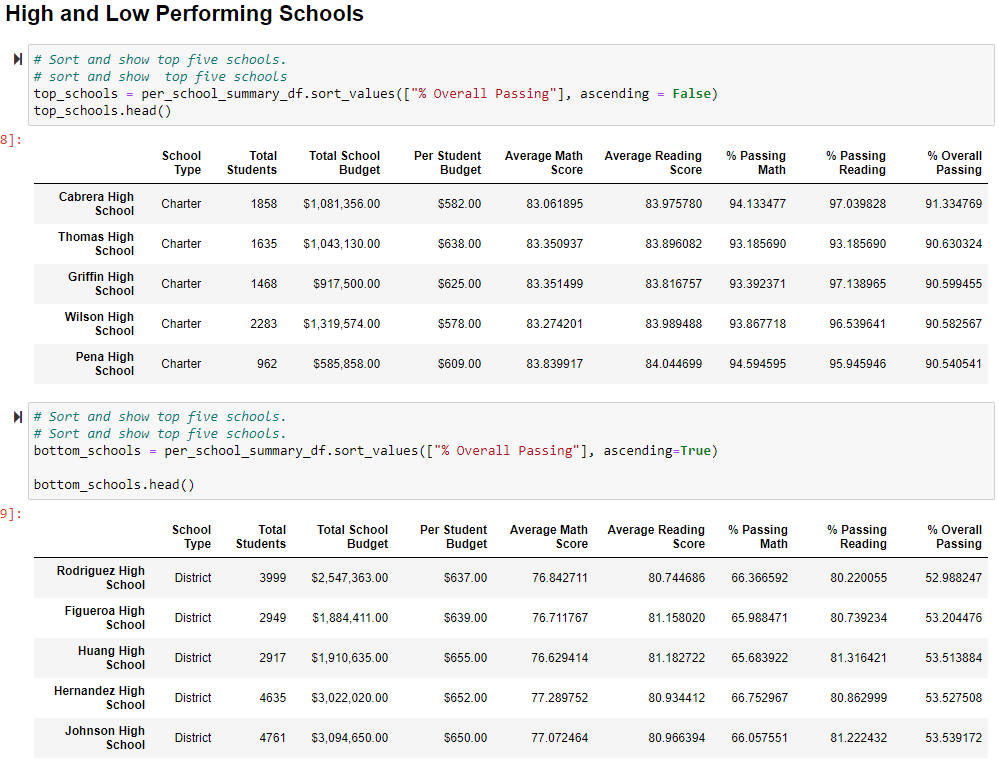 High and Low Performing Schools
# Sort and show top five schools.
# sort and show  top five schools
top_schools = per_school_summary_df.sort_values(["% Overall Passing"], ascending = False)
top_schools.head()
8]:
School Type Total Students Total School Budget Per Student Budget Average Math Score Average Reading Score % Passing Math % Passing Reading % Overall Passing
Cabrera High School Charter 1858 $1,081,356.00 $582.00 83.061895 83.975780 94.133477 97.039828 91.334769
Thomas High School Charter 1635 $1,043,130.00 $638.00 83.350937 83.896082 93.185690 93.185690 90.630324
Griffin High School Charter 1468 $917,500.00 $625.00 83.351499 83.816757 93.392371 97.138965 90.599455
Wilson High School Charter 2283 $1,319,574.00 $578.00 83.274201 83.989488 93.867718 96.539641 90.582567
Pena High School Charter 962 $585,858.00 $609.00 83.839917 84.044699 94.594595 95.945946 90.540541
# Sort and show top five schools.
# Sort and show top five schools.
bottom_schools = per_school_summary_df.sort_values(["% Overall Passing"], ascending=True)
bottom_schools.head()
9]:
School Type Total Students Total School Budget Per Student Budget Average Math Score Average Reading Score % Passing Math % Passing Reading % Overall Passing
Rodriguez High School District 3999 $2,547,363.00 $637.00 76.842711 80.744686 66.366592 80.220055 52.988247
Figueroa High School District 2949 $1,884,411.00 $639.00 76.711767 81.158020 65.988471 80.739234 53.204476
Huang High School District 2917 $1,910,635.00 $655.00 76.629414 81.182722 65.683922 81.316421 53.513884
Hernandez High School District 4635 $3,022,020.00 $652.00 77.289752 80.934412 66.752967 80.862999 53.527508
Johnson High School District 4761 $3,094,650.00 $650.00 77.072464 80.966394 66.057551 81.222432 53.539172